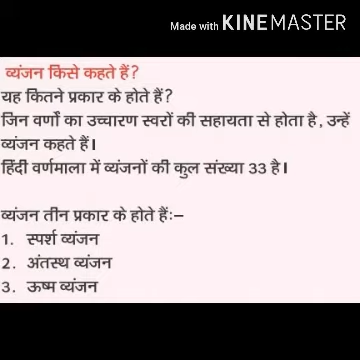 Made with KINEMASTER
व्यंजन किसे कहते हैं?
यह कितने प्रकार के होते हैं?
जिन वर्णों का उच्चारण स्वरों की सहायता से होता है, उन्हें
व्यंजन कहते हैं।
हिंदी वर्णमाला में व्यंजनों की कुल संख्या 33 है।
व्यंजन तीन प्रकार के होते हैं:–
1. स्पर्श व्यंजन
2. अंतस्थ व्यंजन
3. ऊष्म व्यंजन